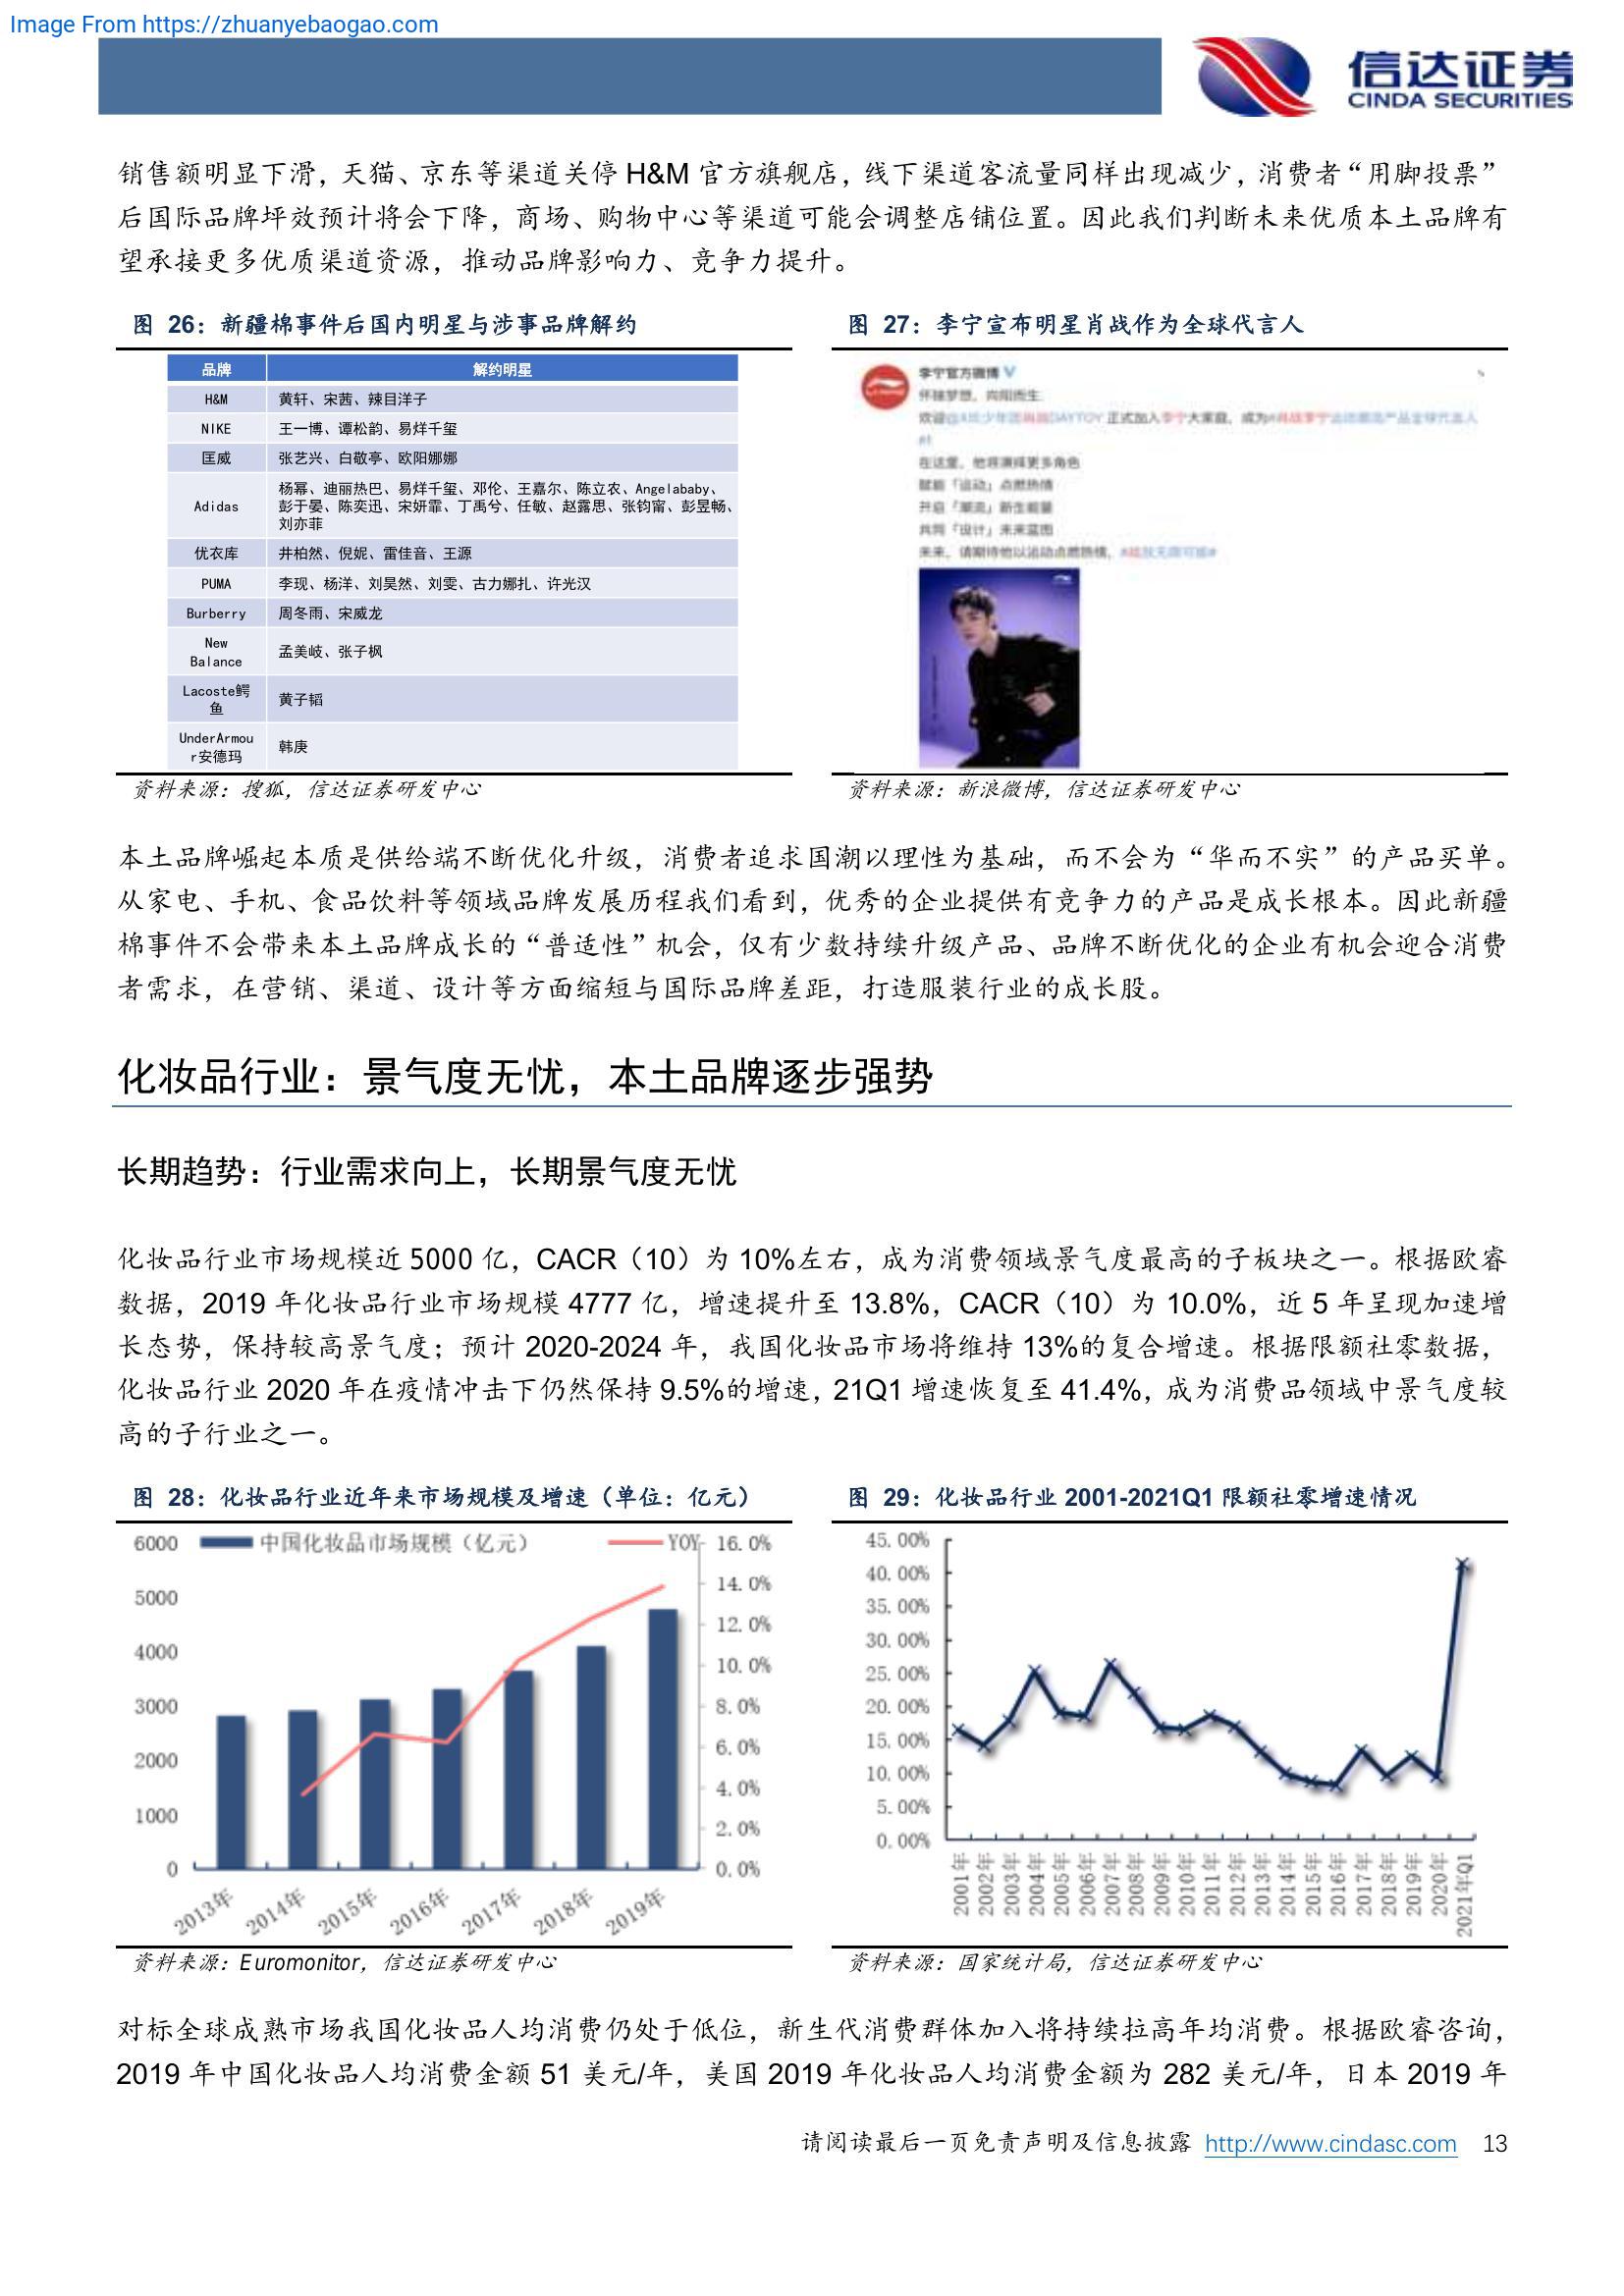 Image From https://zhuanyebaogao.com
信达证券
CINDA SECURITIES
销售额明显下滑，天猫、京东等渠道关停 H&M 官方旗舰店，线下渠道客流量同样出现减少，消费者“用脚投票”
后国际品牌坪效预计将会下降，商场、购物中心等渠道可能会调整店铺位置。因此我们判断未来优质本土品牌有
望承接更多优质渠道资源，推动品牌影响力、竞争力提升。
图 26：新疆棉事件后国内明星与涉事品牌解约
品牌 解约明星
H&M 黄轩、宋茜、辣目洋子
NIKE 王一博、谭松韵、易烊千玺
匡威 张艺兴、白敬亭、欧阳娜娜
Adidas 杨幂、迪丽热巴、易烊千玺、邓伦、王嘉尔、陈立农、Angelababy、
彭于晏、陈奕迅、宋妍霏、丁禹兮、任敏、赵露思、张钧甯、彭昱畅、
刘亦菲
优衣库 井柏然、倪妮、雷佳音、王源
PUMA 李现、杨洋、刘昊然、刘雯、古力娜扎、许光汉
Burberry 周冬雨、宋威龙
New
Balance 孟美岐、张子枫
Lacoste鳄
鱼 黄子韬
UnderArmou
r安德玛 韩庚
资料来源：搜狐，信达证券研发中心
图 27：李宁宣布明星肖战作为全球代言人
李宁官方微博
怀揣梦想，向阳而生.
正式加入李宁大家庭，成为
在这里，他将演绎更多角色
赋能「运动」点燃热情
开启「潮流」新生能量
共同「设计」未来蓝图
未来，请期待他以运动点燃热情，
资料来源：新浪微博，信达证券研发中心
本土品牌崛起本质是供给端不断优化升级，消费者追求国潮以理性为基础，而不会为“华而不实”的产品买单。
从家电、手机、食品饮料等领域品牌发展历程我们看到，优秀的企业提供有竞争力的产品是成长根本。因此新疆
棉事件不会带来本土品牌成长的“普适性”机会，仅有少数持续升级产品、品牌不断优化的企业有机会迎合消费
者需求，在营销、渠道、设计等方面缩短与国际品牌差距，打造服装行业的成长股。
化妆品行业：景气度无忧，本土品牌逐步强势
长期趋势：行业需求向上，长期景气度无忧
化妆品行业市场规模近 5000 亿，CACR（10）为 10%左右，成为消费领域景气度最高的子板块之一。根据欧睿
数据，2019 年化妆品行业市场规模 4777 亿，增速提升至 13.8%，CACR（10）为 10.0%，近 5 年呈现加速增
长态势，保持较高景气度；预计 2020-2024 年，我国化妆品市场将维持 13%的复合增速。根据限额社零数据，
化妆品行业 2020 年在疫情冲击下仍然保持 9.5%的增速，21Q1 增速恢复至 41.4%，成为消费品领域中景气度较
高的子行业之一。
图 28：化妆品行业近年来市场规模及增速（单位：亿元）
中国化妆品市场规模（亿元） YOY
6000
5000
4000
3000
2000
1000
0
16.0%
14.0%
12.0%
10.0%
8.0%
6.0%
4.0%
2.0%
0.0%
2013年 2014年 2015年 2016年 2017年 2018年 2019年
资料来源：Euromonitor，信达证券研发中心
图 29：化妆品行业 2001-2021Q1 限额社零增速情况
45.00%
40.00%
35.00%
30.00%
25.00%
20.00%
15.00%
10.00%
5.00%
0.00%
2001年 2002年 2003年 2004年 2005年 2006年 2007年 2008年 2009年 2010年 2011年 2012年 2013年 2014年 2015年 2016年 2017年 2018年 2019年 2020年 2021年Q1
资料来源：国家统计局，信达证券研发中心
对标全球成熟市场我国化妆品人均消费仍处于低位，新生代消费群体加入将持续拉高年均消费。根据欧睿咨询，
2019 年中国化妆品人均消费金额 51 美元/年，美国 2019 年化妆品人均消费金额为 282 美元/年，日本 2019 年
请阅读最后一页免责声明及信息披露 http://www.cindasc.com 13